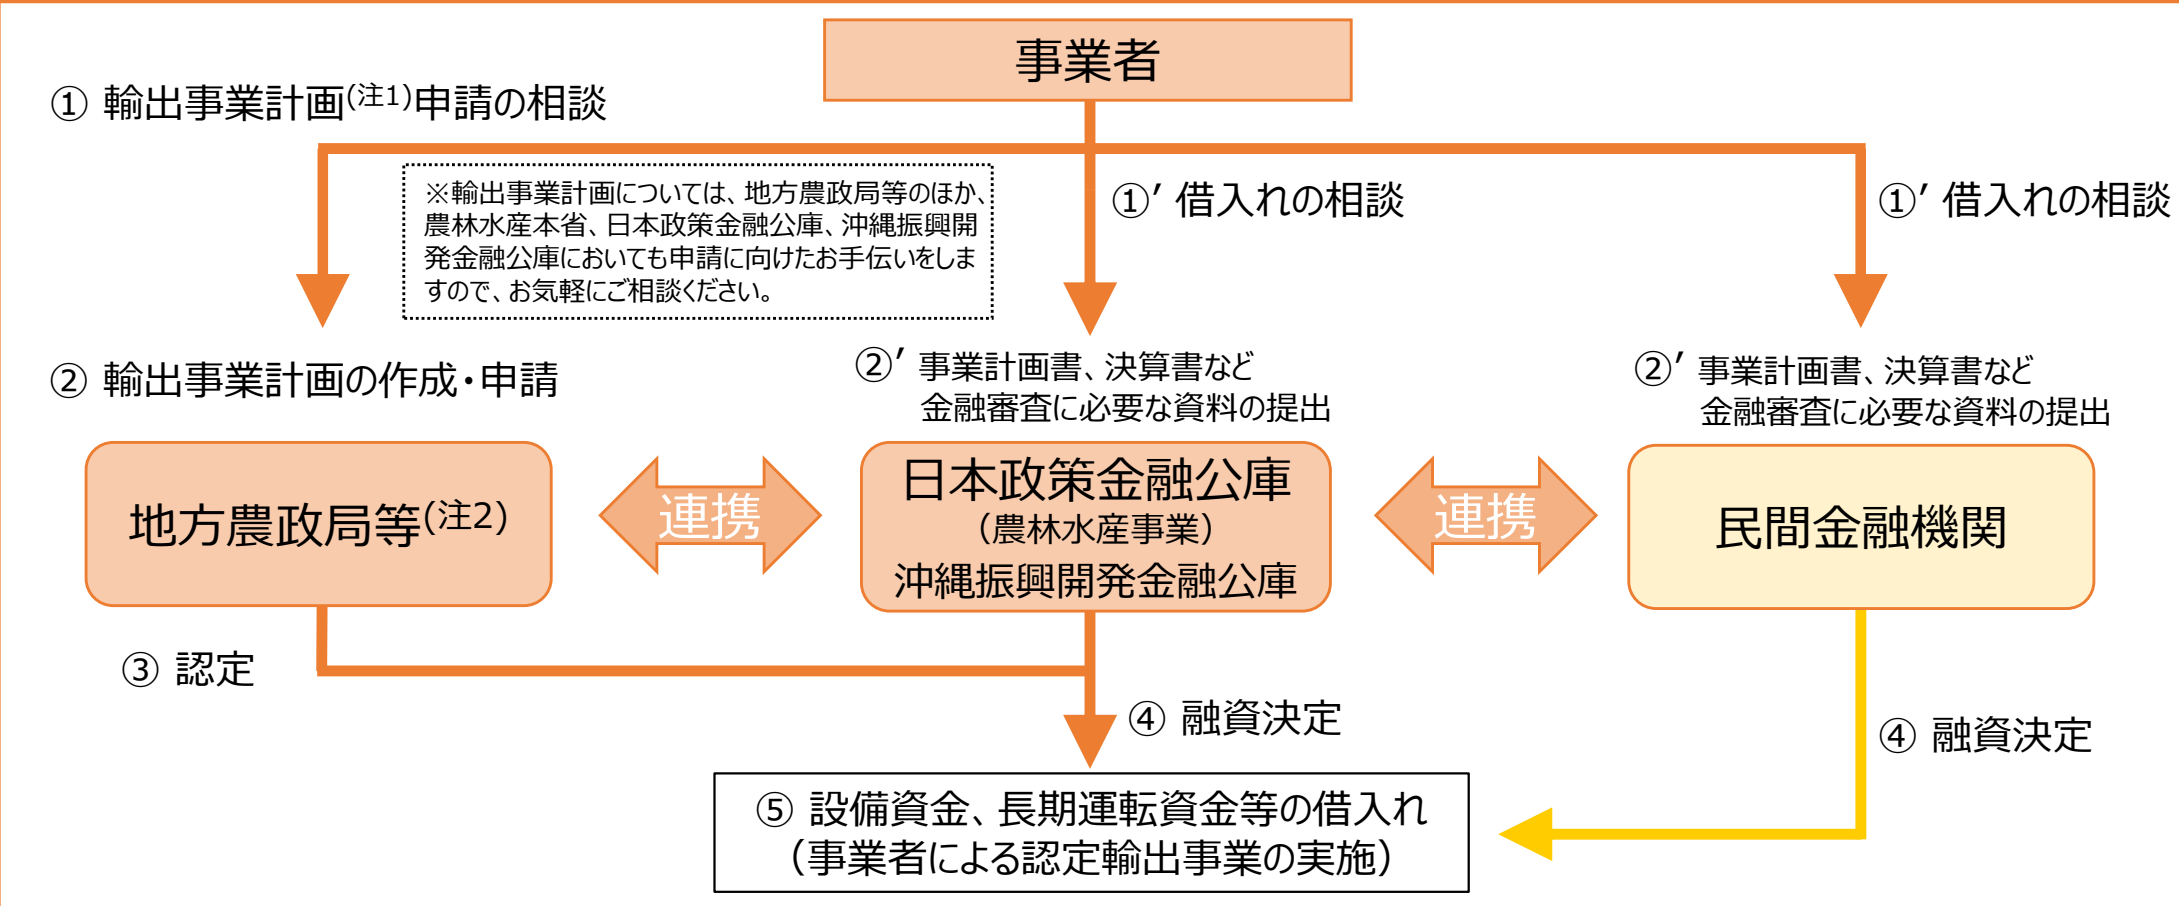 事業者
① 輸出事業計画(注1)申請の相談
※輸出事業計画については、地方農政局等のほか、
農林水産本省、日本政策金融公庫、沖縄振興開
発金融公庫においても申請に向けたお手伝いをしま
すので、お気軽にご相談ください。
①’ 借入れの相談
①’ 借入れの相談
② 輸出事業計画の作成・申請
②’ 事業計画書、決算書など
金融審査に必要な資料の提出
②’ 事業計画書、決算書など
金融審査に必要な資料の提出
地方農政局等(注2)
連携
日本政策金融公庫
（農林水産事業）
沖縄振興開発金融公庫
連携
民間金融機関
③ 認定
④ 融資決定
④ 融資決定
⑤ 設備資金、長期運転資金等の借入れ
（事業者による認定輸出事業の実施）